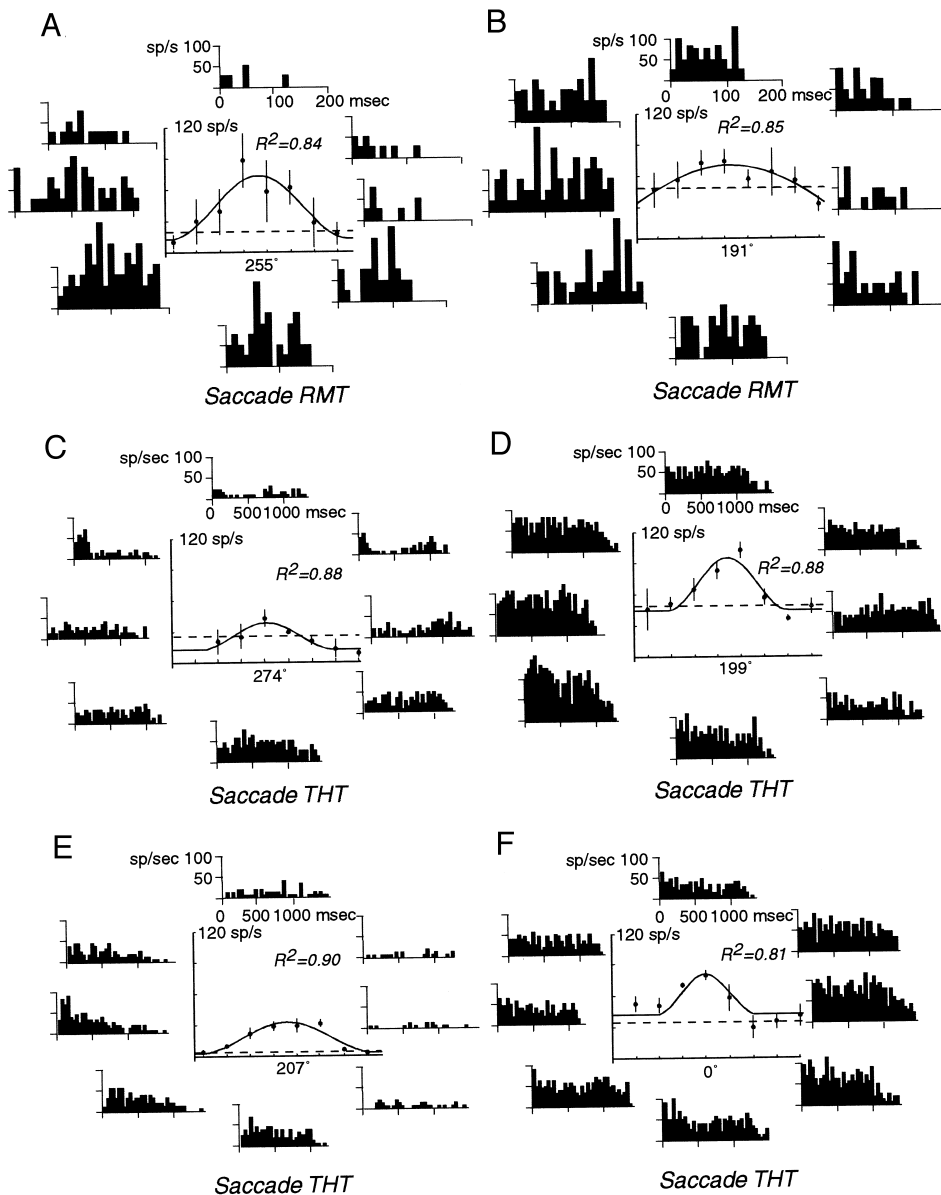 A
sp/s 100
50
0 100 200 msec
120 sp/s
R²=0.84
255°
Saccade RMT
B
sp/s 100
50
0 100 200 msec
120 sp/s
R²=0.85
191°
Saccade RMT
C
sp/sec 100
50
0 500 1000 msec
120 sp/s
R²=0.88
274°
Saccade THT
D
sp/sec 100
50
0 500 1000 msec
120 sp/s
R²=0.88
199°
Saccade THT
E
sp/sec 100
50
0 500 1000 msec
120 sp/s
R²=0.90
207°
Saccade THT
F
sp/sec 100
50
0 500 1000 msec
120 sp/s
R²=0.81
0°
Saccade THT